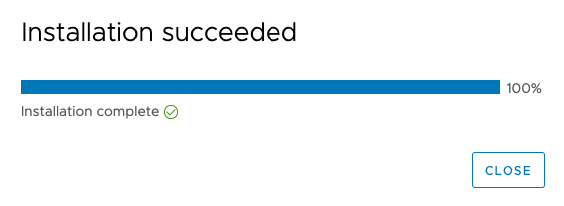 Installation succeeded
100%
Installation complete
CLOSE